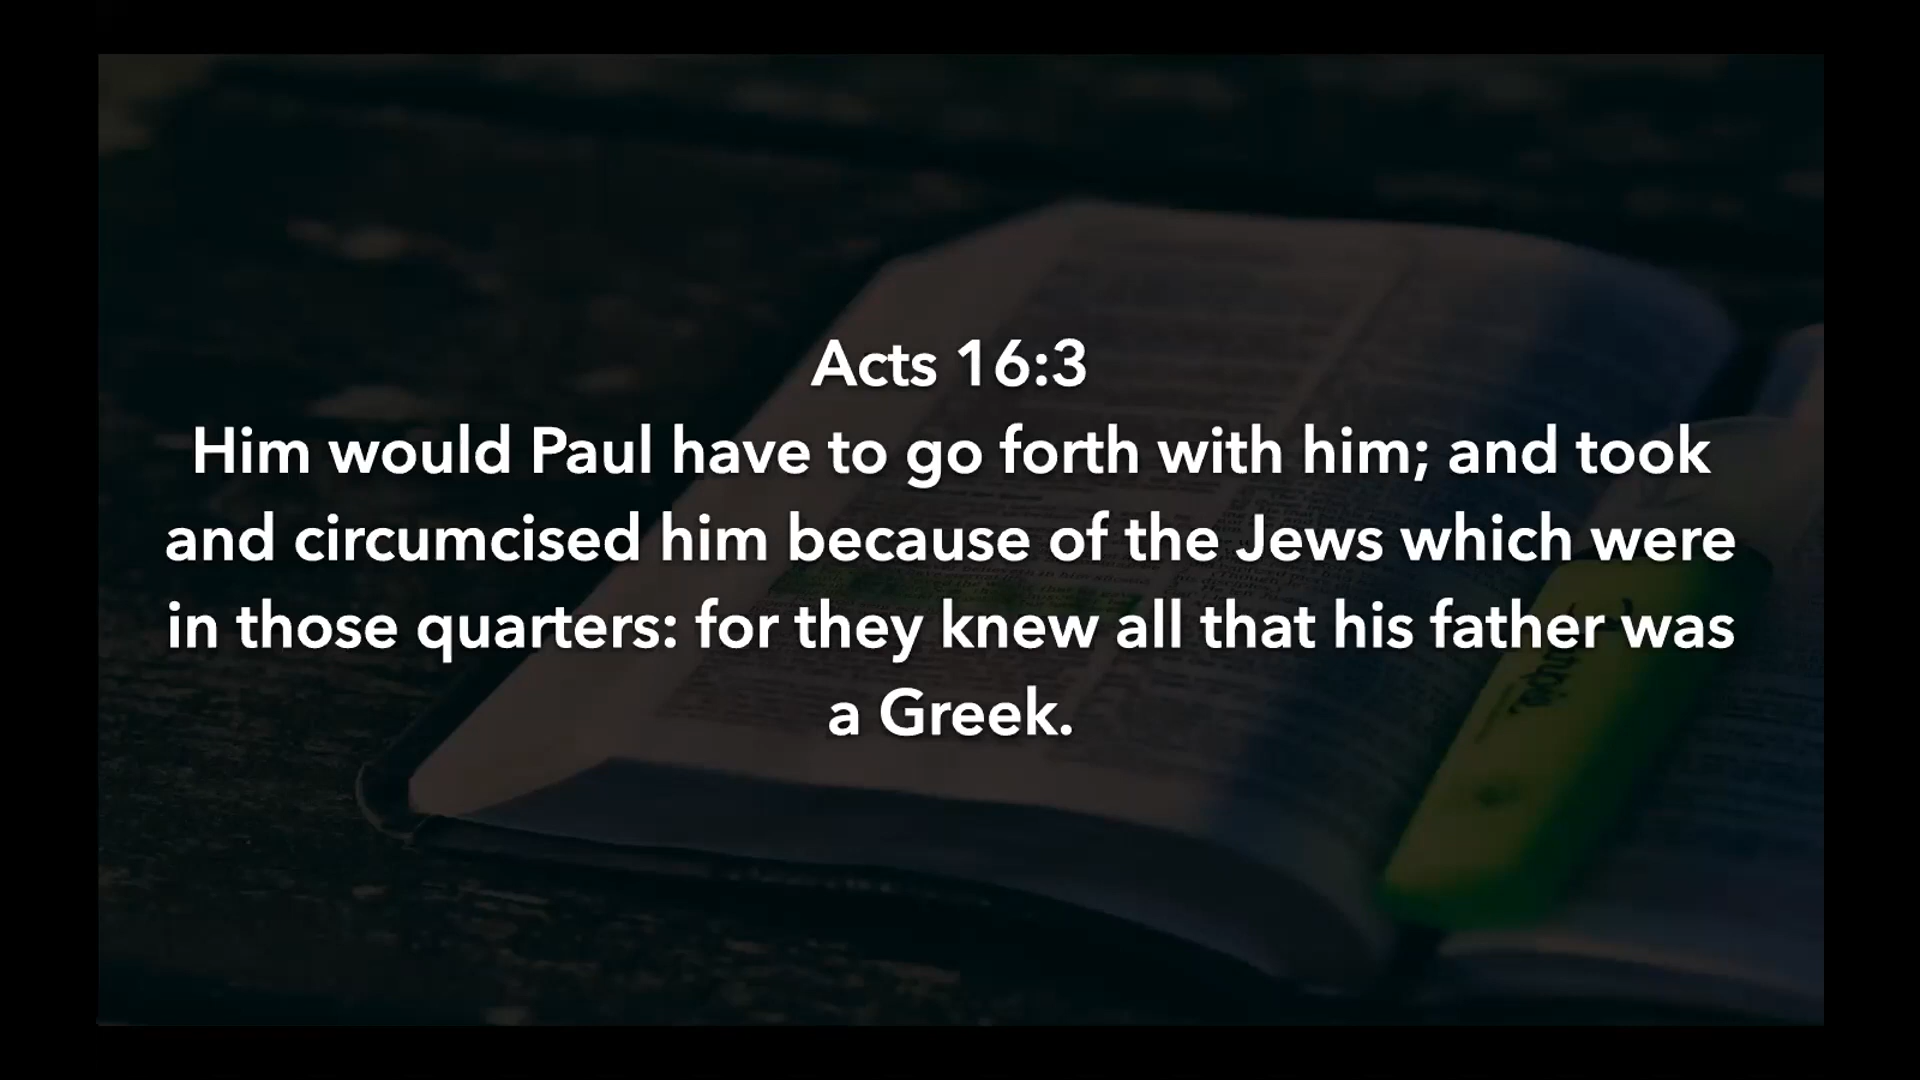 Acts 16:3
Him would Paul have to go forth with him; and took
and circumcised him because of the Jews which were
in those quarters: for they knew all that his father was
a Greek.